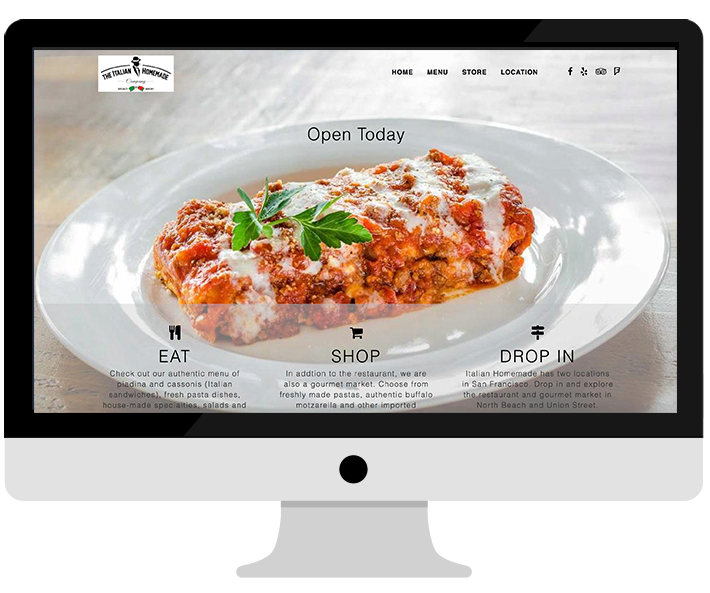 THE ITALIAN HOMEMADE
Company
HOME
MENU
STORE
LOCATION
Open Today
EAT
Check out our authentic menu of
piadina and cassonis (Italian
sandwiches), fresh pasta dishes,
house-made specialties, salads and
SHOP
In addtion to the restaurant, we are
also a gourmet market. Choose from
freshly made pastas, authentic buffalo
motzarella and other imported
DROP IN
Italian Homemade has two locations
in San Francisco. Drop in and explore
the restaurant and gourmet market in
North Beach and Union Street.